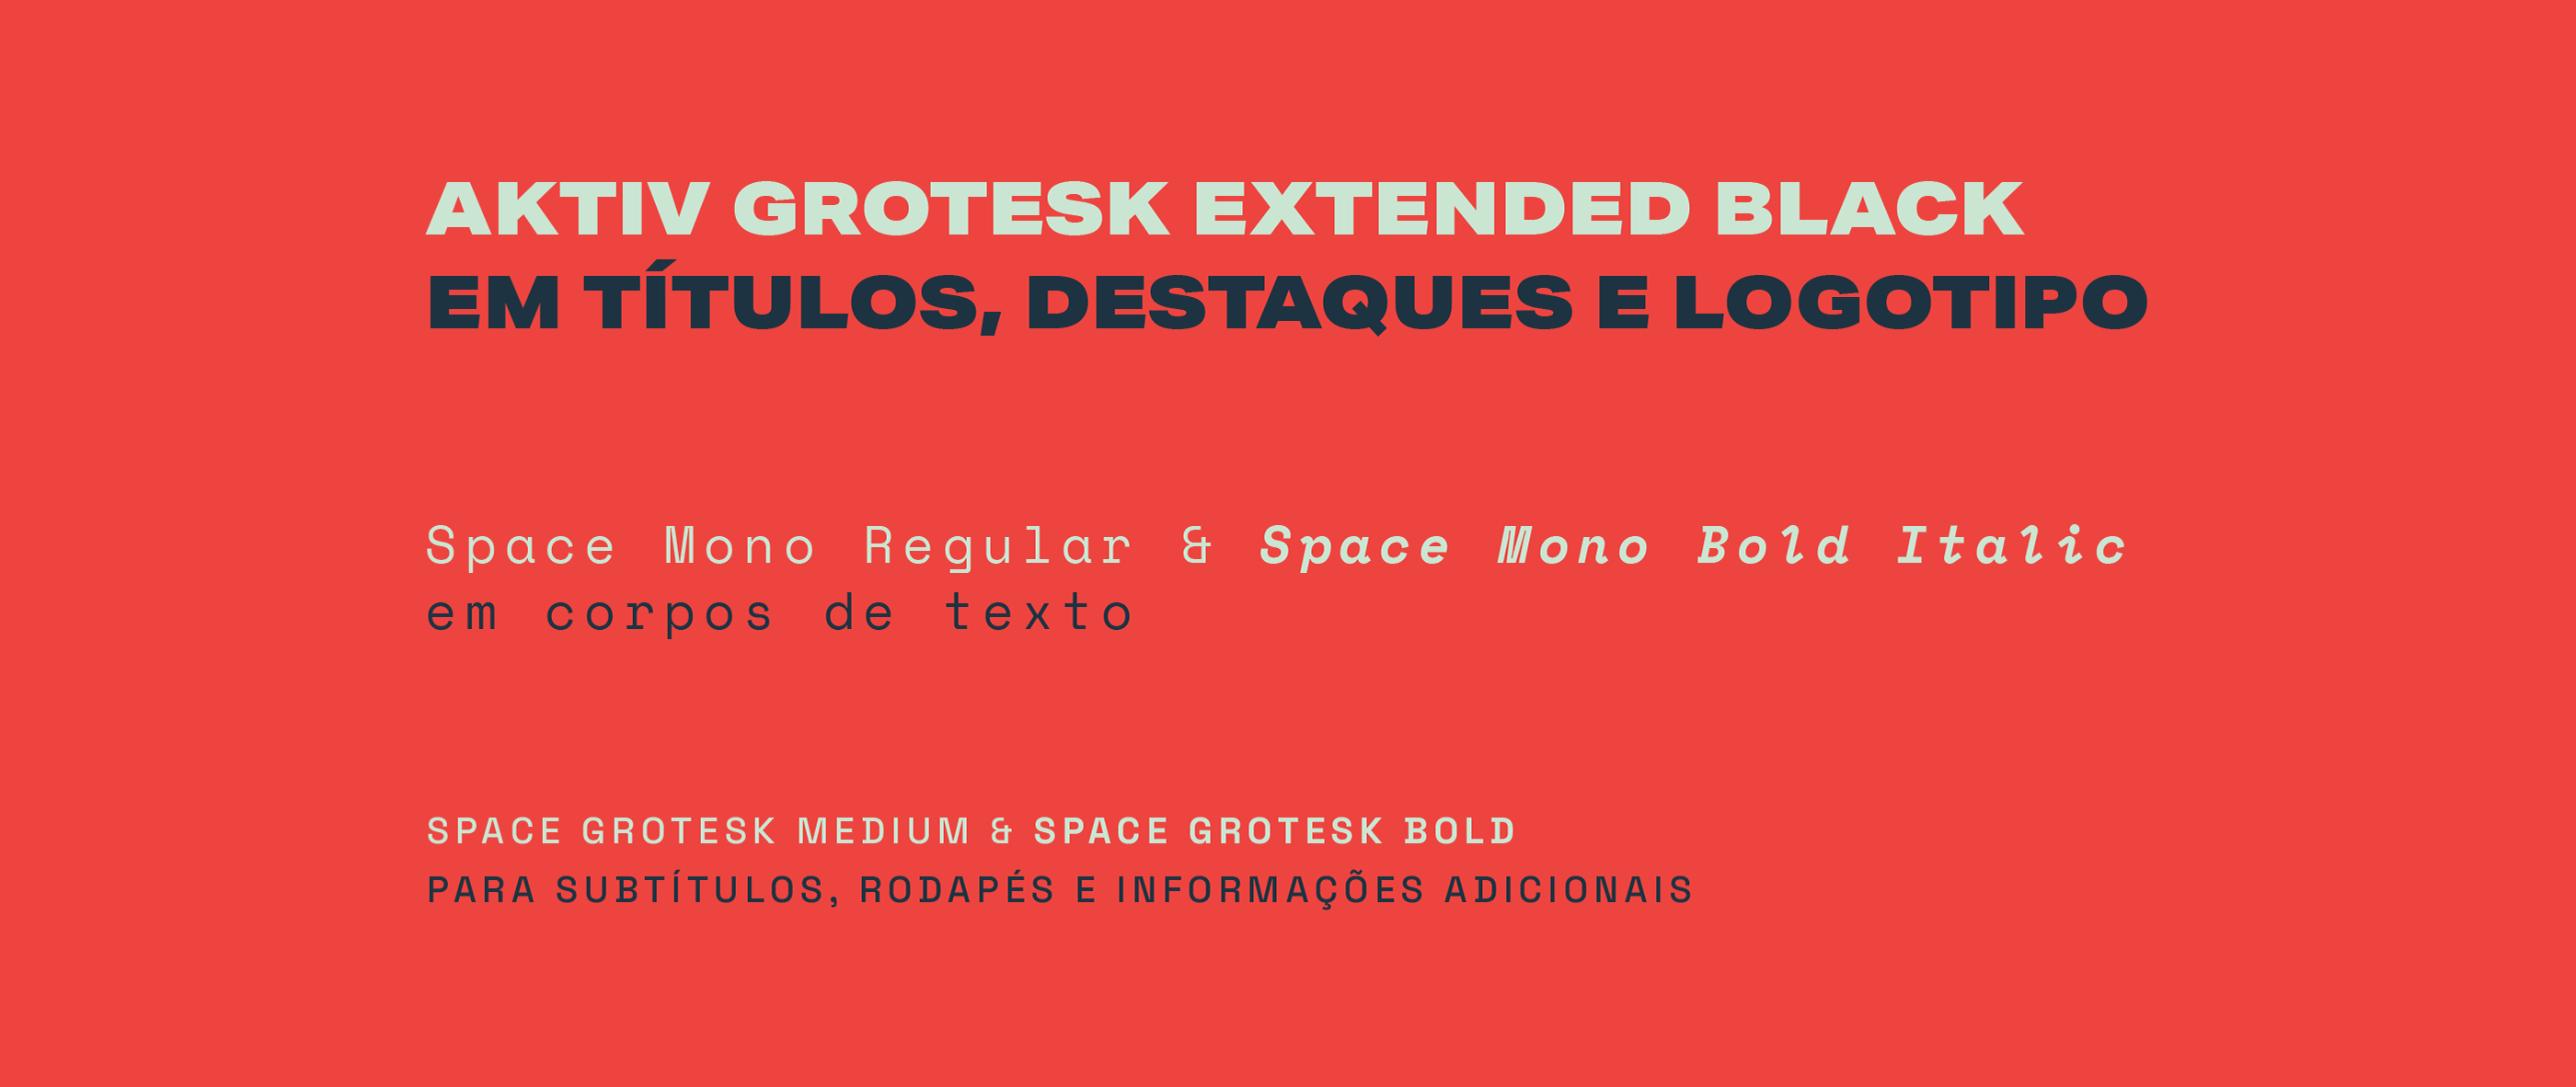 AKTIV GROTESK EXTENDED BLACK
EM TÍTULOS, DESTAQUES E LOGOTIPO
Space Mono Regular & Space Mono Bold Italic
em corpos de texto
SPACE GROTESK MEDIUM & SPACE GROTESK BOLD
PARA SUBTÍTULOS, RODAPÉS E INFORMAÇÕES ADICIONAIS